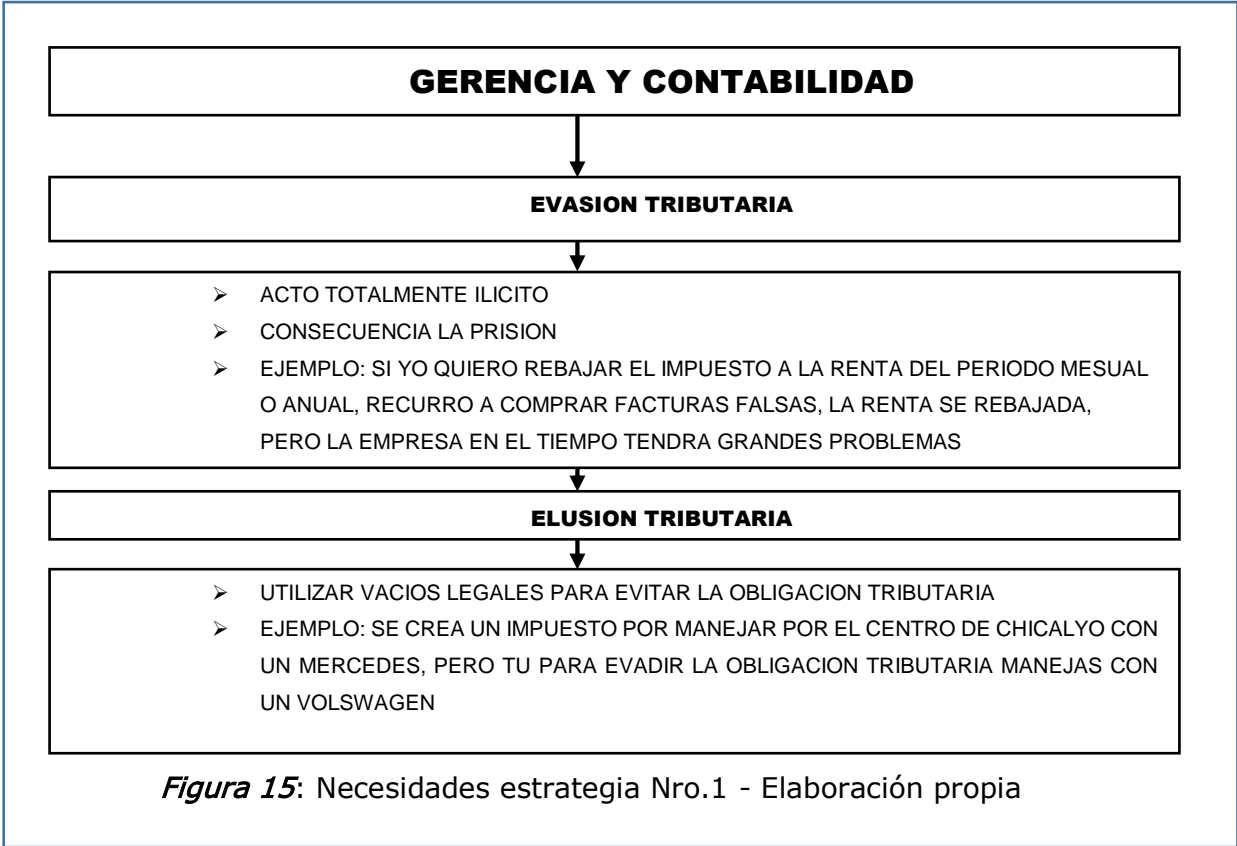 GERENCIA Y CONTABILIDAD
EVASION TRIBUTARIA
➢ ACTO TOTALMENTE ILICITO
➢ CONSECUENCIA LA PRISION
➢ EJEMPLO: SI YO QUIERO REBAJAR EL IMPUESTO A LA RENTA DEL PERIODO MESUAL
O ANUAL, RECURRO A COMPRAR FACTURAS FALSAS, LA RENTA SE REBAJADA,
PERO LA EMPRESA EN EL TIEMPO TENDRA GRANDES PROBLEMAS
ELUSION TRIBUTARIA
➢ UTILIZAR VACIOS LEGALES PARA EVITAR LA OBLIGACION TRIBUTARIA
➢ EJEMPLO: SE CREA UN IMPUESTO POR MANEJAR POR EL CENTRO DE CHICALYO CON
UN MERCEDES, PERO TU PARA EVADIR LA OBLIGACION TRIBUTARIA MANEJAS CON
UN VOLSWAGEN
Figura 15: Necesidades estrategia Nro.1 - Elaboración propia